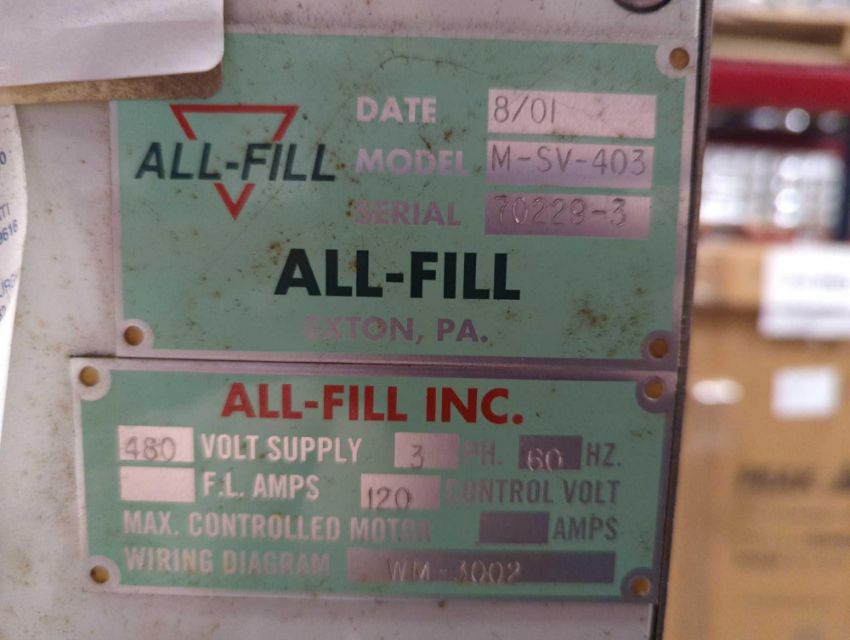 ALL-FILL
DATE 8/01
MODEL M-SV-403
SERIAL 70229-3
ALL-FILL
EXTON, PA.
ALL-FILL INC.
480 VOLT SUPPLY 3 PH. 60 HZ.
F.L. AMPS 120 CONTROL VOLT
MAX. CONTROLLED MOTOR AMPS
WIRING DIAGRAM